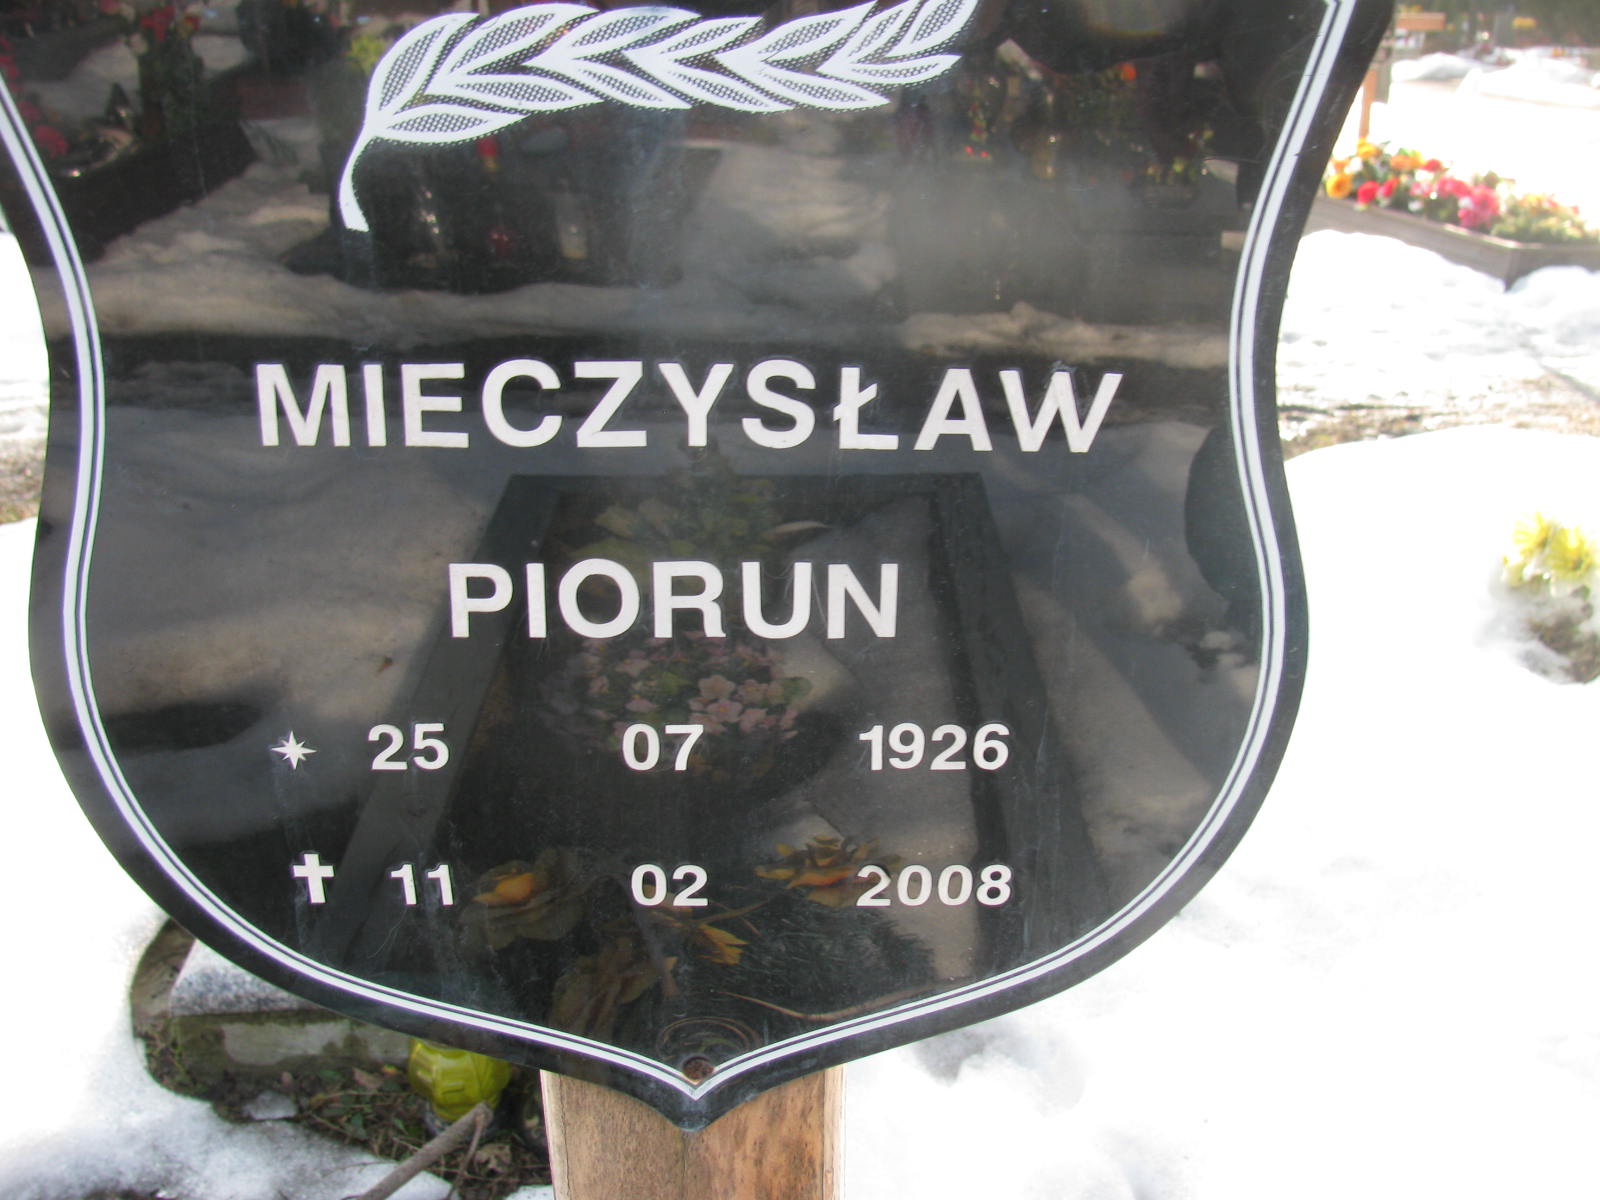 MIECZYSŁAW
PIORUN
25 07 1926
11 02 2008